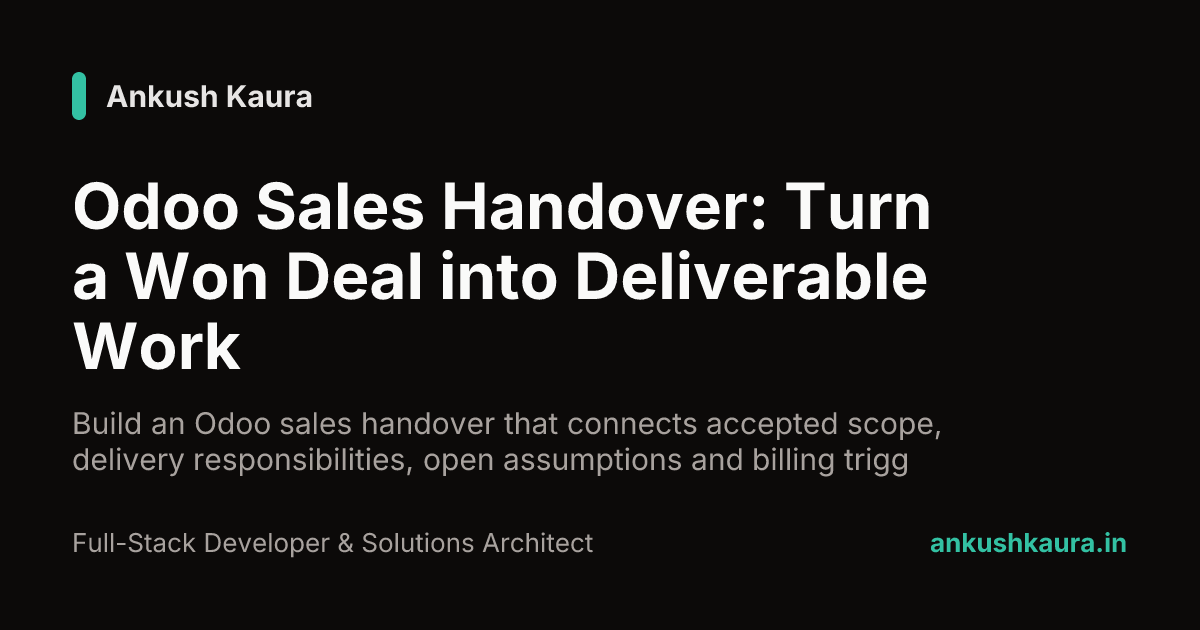 Ankush Kaura
Odoo Sales Handover: Turn
a Won Deal into Deliverable
Work
Build an Odoo sales handover that connects accepted scope,
delivery responsibilities, open assumptions and billing trigg
Full-Stack Developer & Solutions Architect
ankushkaura.in